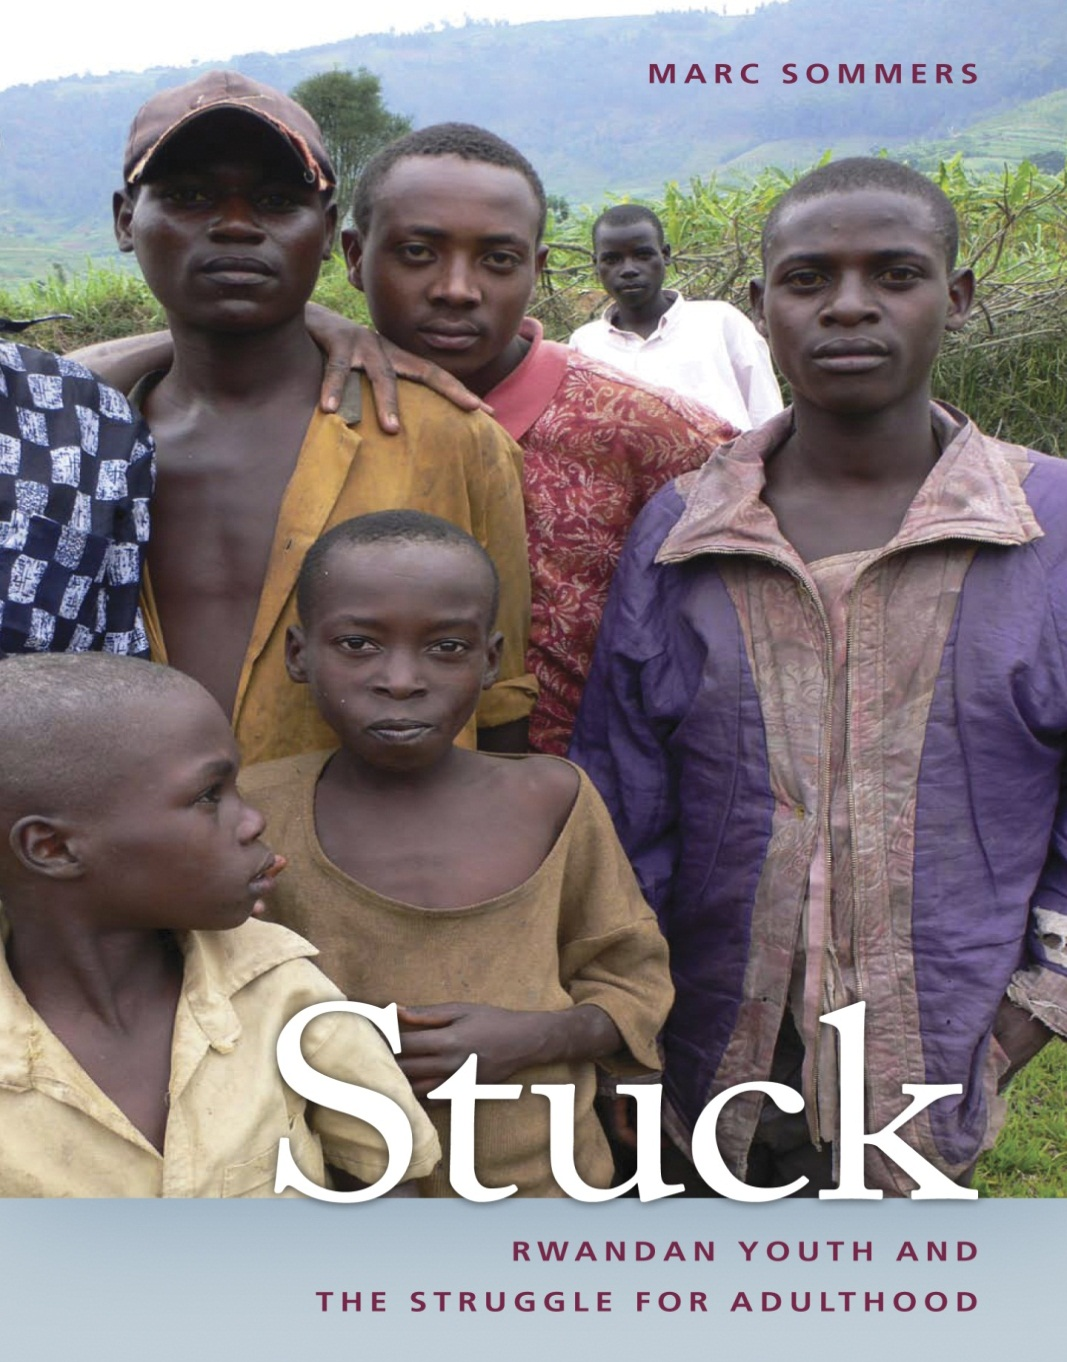 MARC SOMMERS
Stuck
RWANDAN YOUTH AND
THE STRUGGLE FOR ADULTHOOD